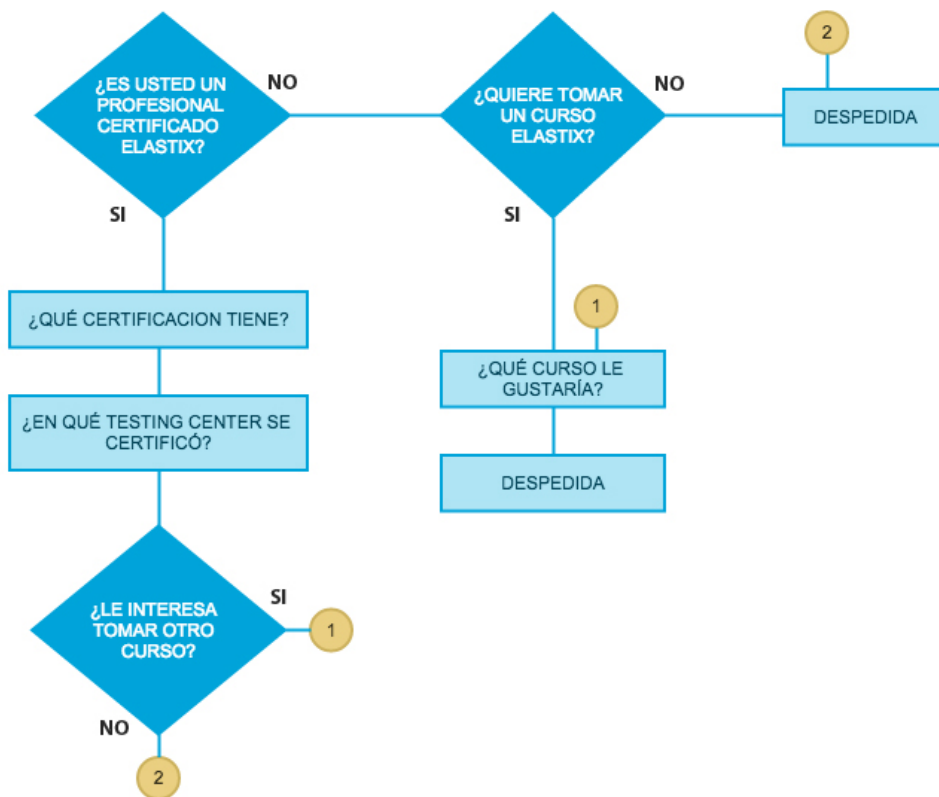 ¿ES USTED UN
PROFESIONAL
CERTIFICADO
ELASTIX?
NO
SI
¿QUIERE TOMAR
UN CURSO
ELASTIX?
NO
SI
2
DESPEDIDA
¿QUÉ CERTIFICACION TIENE?
¿EN QUÉ TESTING CENTER SE
CERTIFICÓ?
1
¿QUÉ CURSO LE
GUSTARÍA?
DESPEDIDA
¿LE INTERESA
TOMAR OTRO
CURSO?
SI
1
NO
2